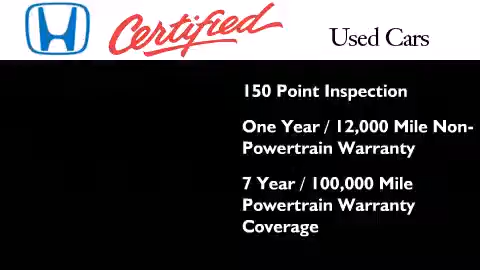 Certified Used Cars
150 Point Inspection
One Year / 12,000 Mile Non-
Powertrain Warranty
7 Year / 100,000 Mile
Powertrain Warranty
Coverage